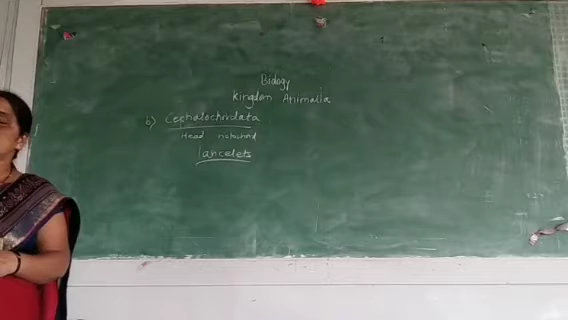 Biology
Kingdom Animalia
b) Cephalochordata
Head notochord
lancelets